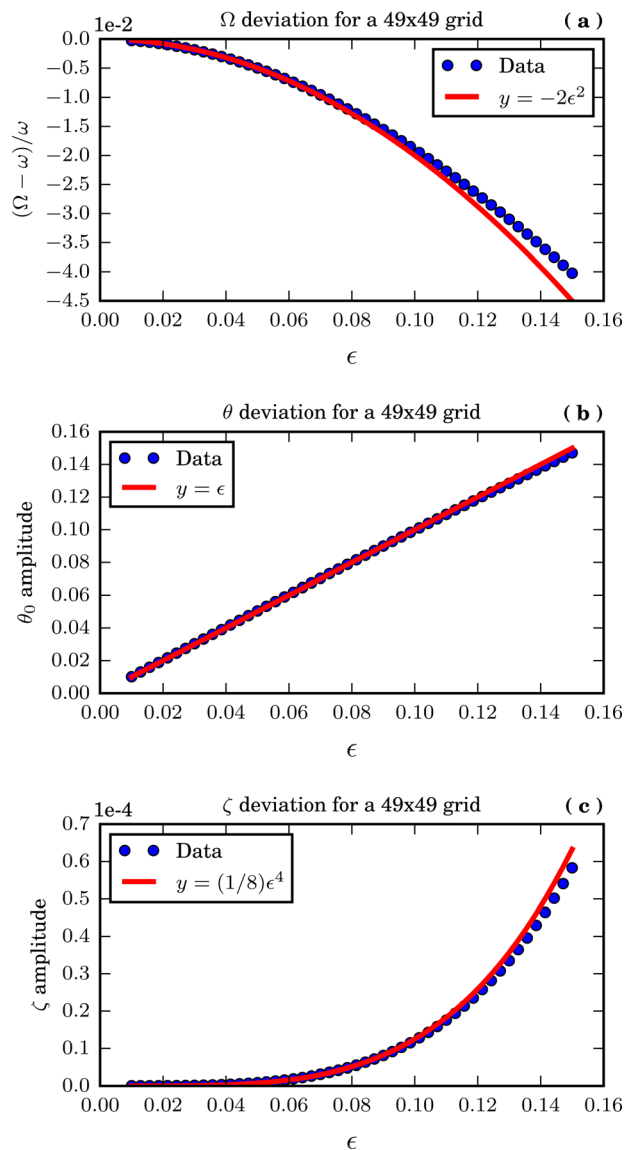 Ω deviation for a 49x49 grid
( a )
1e-2
0.0
−0.5
−1.0
−1.5
−2.0
−2.5
−3.0
−3.5
−4.0
−4.5
(Ω − ω)/ω
Data
y = −2ϵ²
0.00 0.02 0.04 0.06 0.08 0.10 0.12 0.14 0.16
ϵ
θ deviation for a 49x49 grid
( b )
0.16
0.14
0.12
0.10
0.08
0.06
0.04
0.02
0.00
θ₀ amplitude
Data
y = ϵ
0.00 0.02 0.04 0.06 0.08 0.10 0.12 0.14 0.16
ϵ
ζ deviation for a 49x49 grid
( c )
1e-4
0.7
0.6
0.5
0.4
0.3
0.2
0.1
0.0
ζ amplitude
Data
y = (1/8)ϵ⁴
0.00 0.02 0.04 0.06 0.08 0.10 0.12 0.14 0.16
ϵ